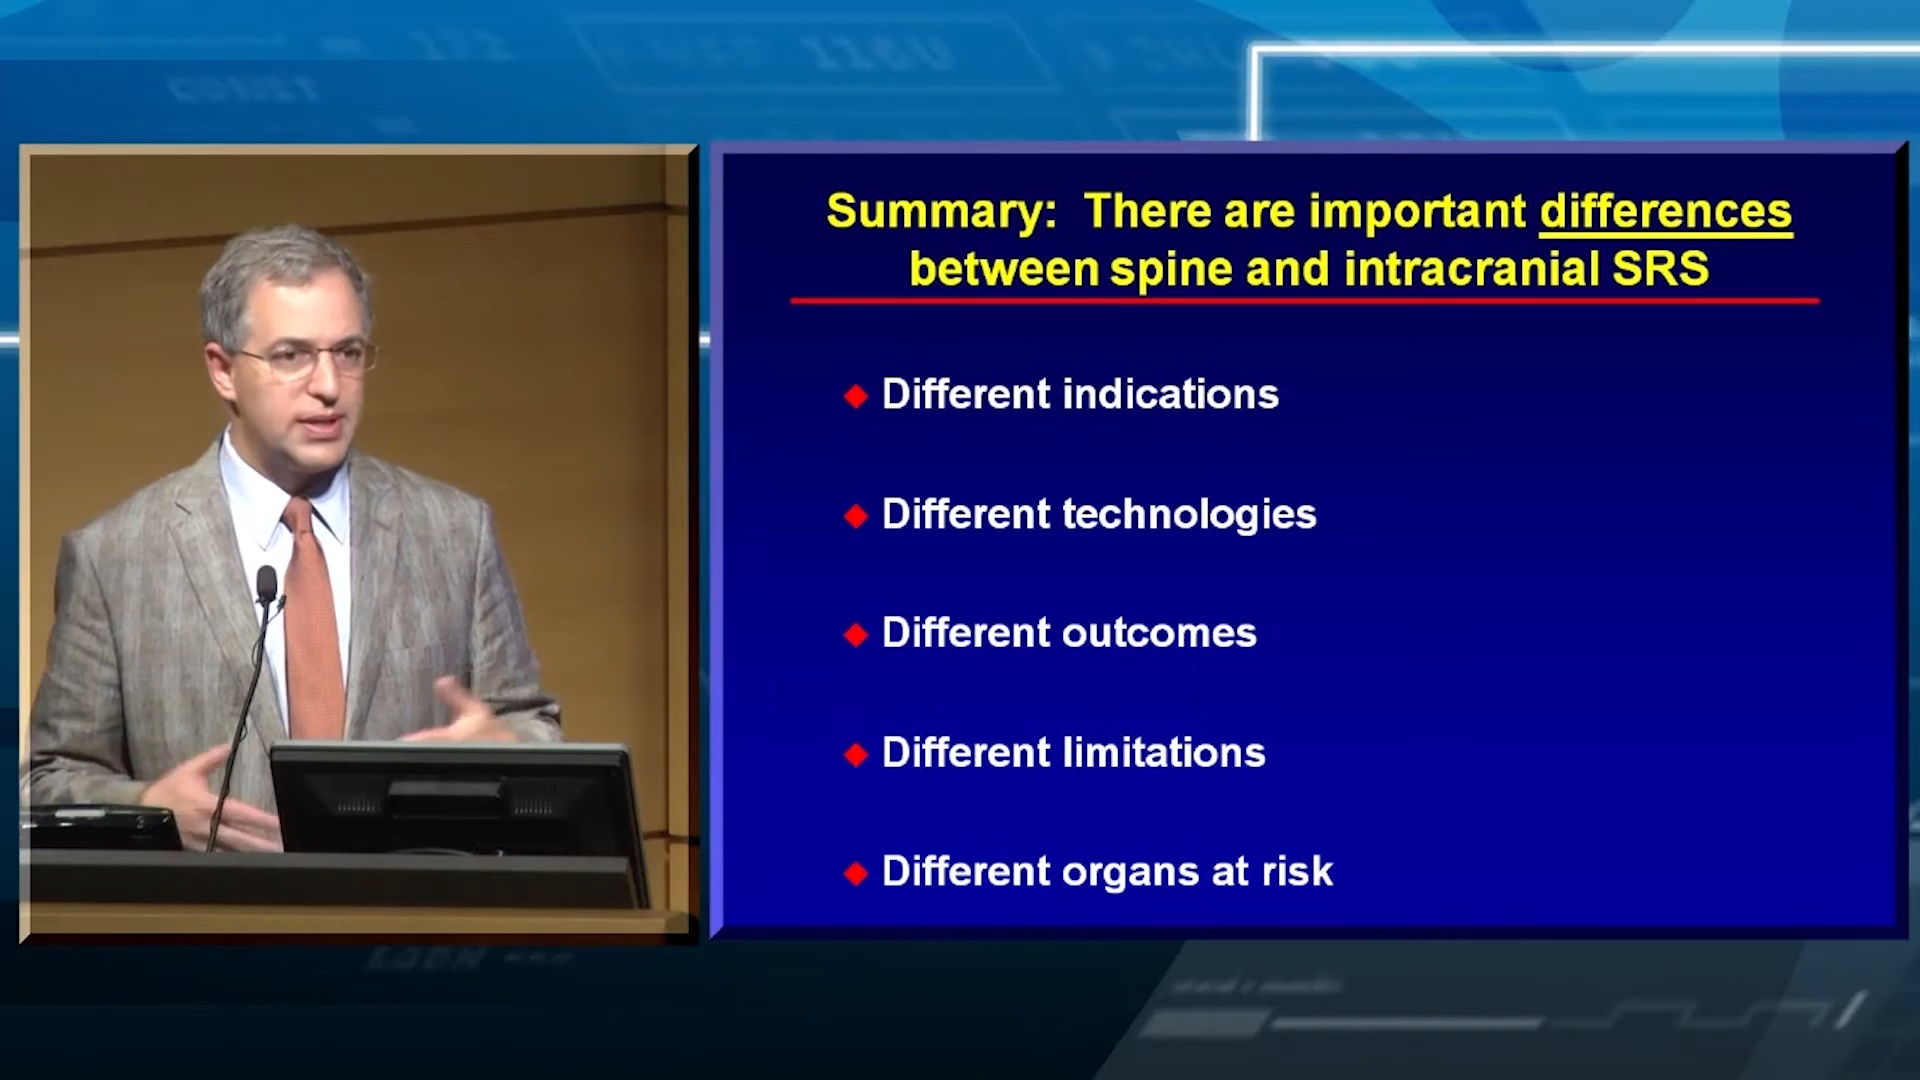 Summary: There are important differences
between spine and intracranial SRS
Different indications
Different technologies
Different outcomes
Different limitations
Different organs at risk